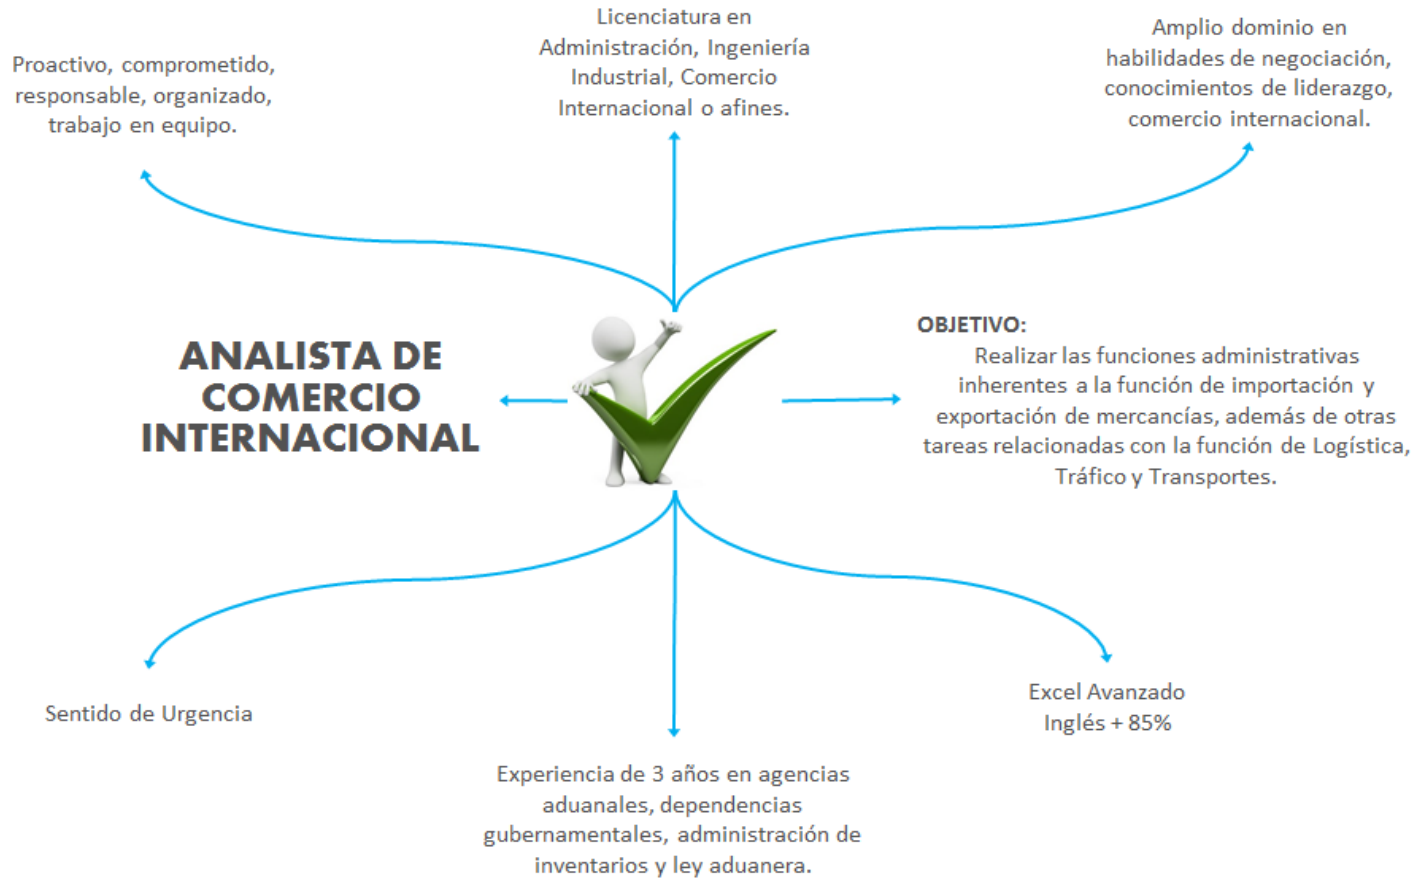 Proactivo, comprometido,
responsable, organizado,
trabajo en equipo.
Licenciatura en
Administración, Ingeniería
Industrial, Comercio
Internacional o afines.
Amplio dominio en
habilidades de negociación,
conocimientos de liderazgo,
comercio internacional.
ANALISTA DE
COMERCIO
INTERNACIONAL
OBJETIVO:
Realizar las funciones administrativas
inherentes a la función de importación y
exportación de mercancías, además de otras
tareas relacionadas con la función de Logística,
Tráfico y Transportes.
Sentido de Urgencia
Experiencia de 3 años en agencias
aduanales, dependencias
gubernamentales, administración de
inventarios y ley aduanera.
Excel Avanzado
Inglés + 85%